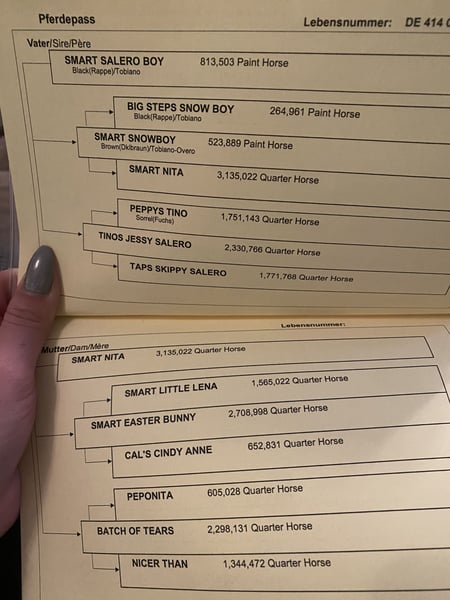 Pferdepass Lebensnummer: DE 414
Vater/Sire/Père
SMART SALERO BOY 813,503 Paint Horse
Black(Rappe)/Tobiano
BIG STEPS SNOW BOY 264,961 Paint Horse
Black(Rappe)/Tobiano
SMART SNOWBOY 523,889 Paint Horse
Brown(Dklbraun)/Tobiano-Overo
SMART NITA 3,135,022 Quarter Horse
PEPPYS TINO 1,751,143 Quarter Horse
Sorrel(Fuchs)
TINOS JESSY SALERO 2,330,766 Quarter Horse
TAPS SKIPPY SALERO 1,771,768 Quarter Horse
Lebensnummer:
Mutter/Dam/Mère
SMART NITA 3,135,022 Quarter Horse
SMART LITTLE LENA 1,565,022 Quarter Horse
SMART EASTER BUNNY 2,708,998 Quarter Horse
CAL'S CINDY ANNE 652,831 Quarter Horse
PEPONITA 605,028 Quarter Horse
BATCH OF TEARS 2,298,131 Quarter Horse
NICER THAN 1,344,472 Quarter Horse